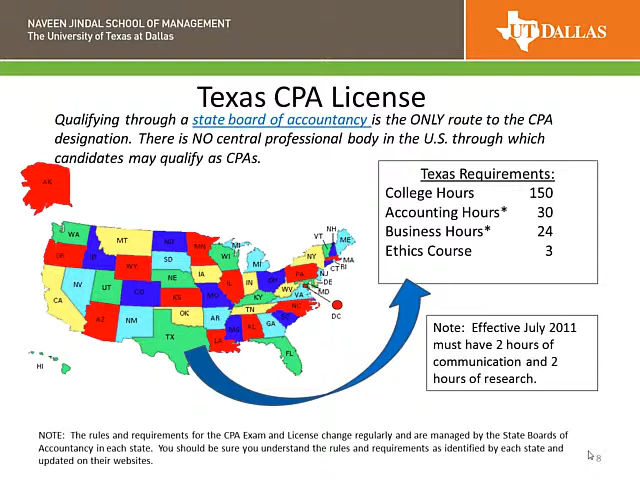 NAVEEN JINDAL SCHOOL OF MANAGEMENT
The University of Texas at Dallas
UT DALLAS
Texas CPA License
Qualifying through a state board of accountancy is the ONLY route to the CPA
designation. There is NO central professional body in the U.S. through which
candidates may qualify as CPAs.
Texas Requirements:
College Hours 150
Accounting Hours* 30
Business Hours* 24
Ethics Course 3
AK
WA
MT
ND
MN
OR
ID
WY
SD
WI
MI
MI
NY
VT
NH
ME
MA
CT
RI
NJ
DE
MD
DC
NV
UT
CO
NE
IA
IL
IN
OH
PA
WV
VA
KY
CA
AZ
NM
KS
MO
OK
AR
TN
NC
SC
TX
LA
MS
AL
GA
FL
HI
Note: Effective July 2011
must have 2 hours of
communication and 2
hours of research.
NOTE: The rules and requirements for the CPA Exam and License change regularly and are managed by the State Boards of
Accountancy in each state. You should be sure you understand the rules and requirements as identified by each state and
updated on their websites.
8